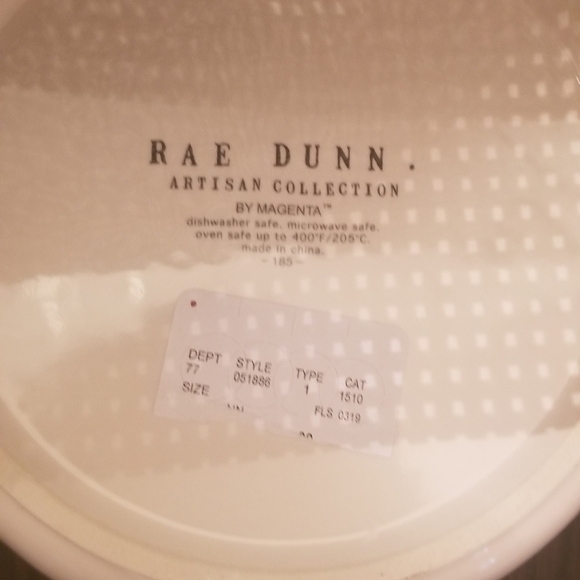 RAE DUNN.
ARTISAN COLLECTION
BY MAGENTA™
dishwasher safe. microwave safe.
oven safe up to 400°F/205°C.
made in china.
- 185 -
DEPT STYLE TYPE CAT
77 051886 1 1510
SIZE FLS 0319